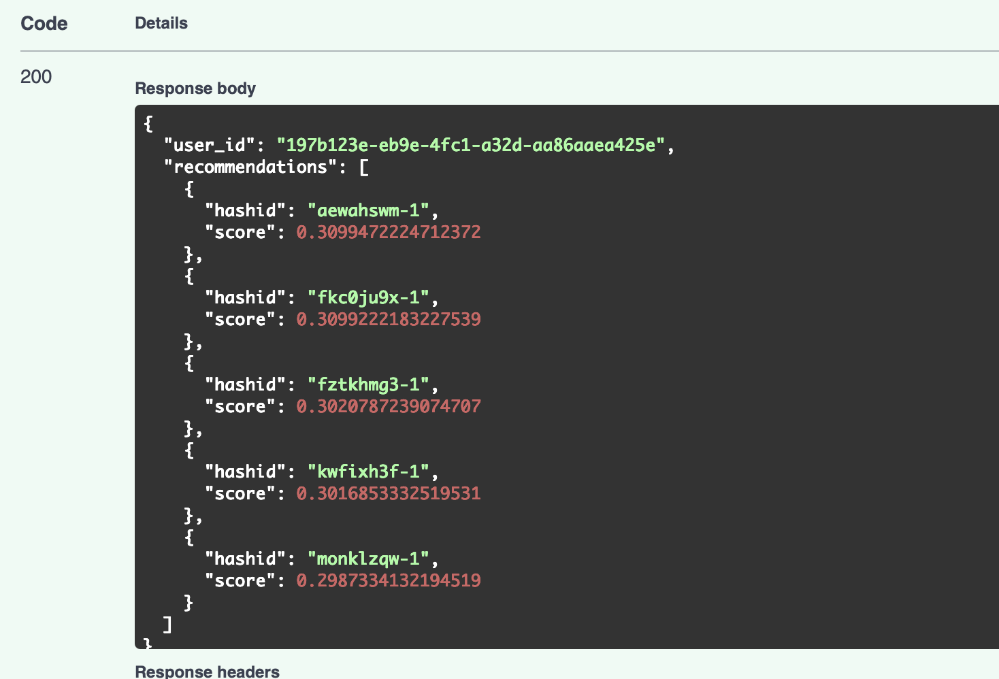 Code Details
200
Response body
{
"user_id": "197b123e-eb9e-4fc1-a32d-aa86aaea425e",
"recommendations": [
{
"hashid": "aewahswm-1",
"score": 0.3099472224712372
},
{
"hashid": "fkc0ju9x-1",
"score": 0.3099222183227539
},
{
"hashid": "fztkhmg3-1",
"score": 0.3020787239074707
},
{
"hashid": "kwfixh3f-1",
"score": 0.3016853332519531
},
{
"hashid": "monklzqw-1",
"score": 0.2987334132194519
}
]
}
Response headers